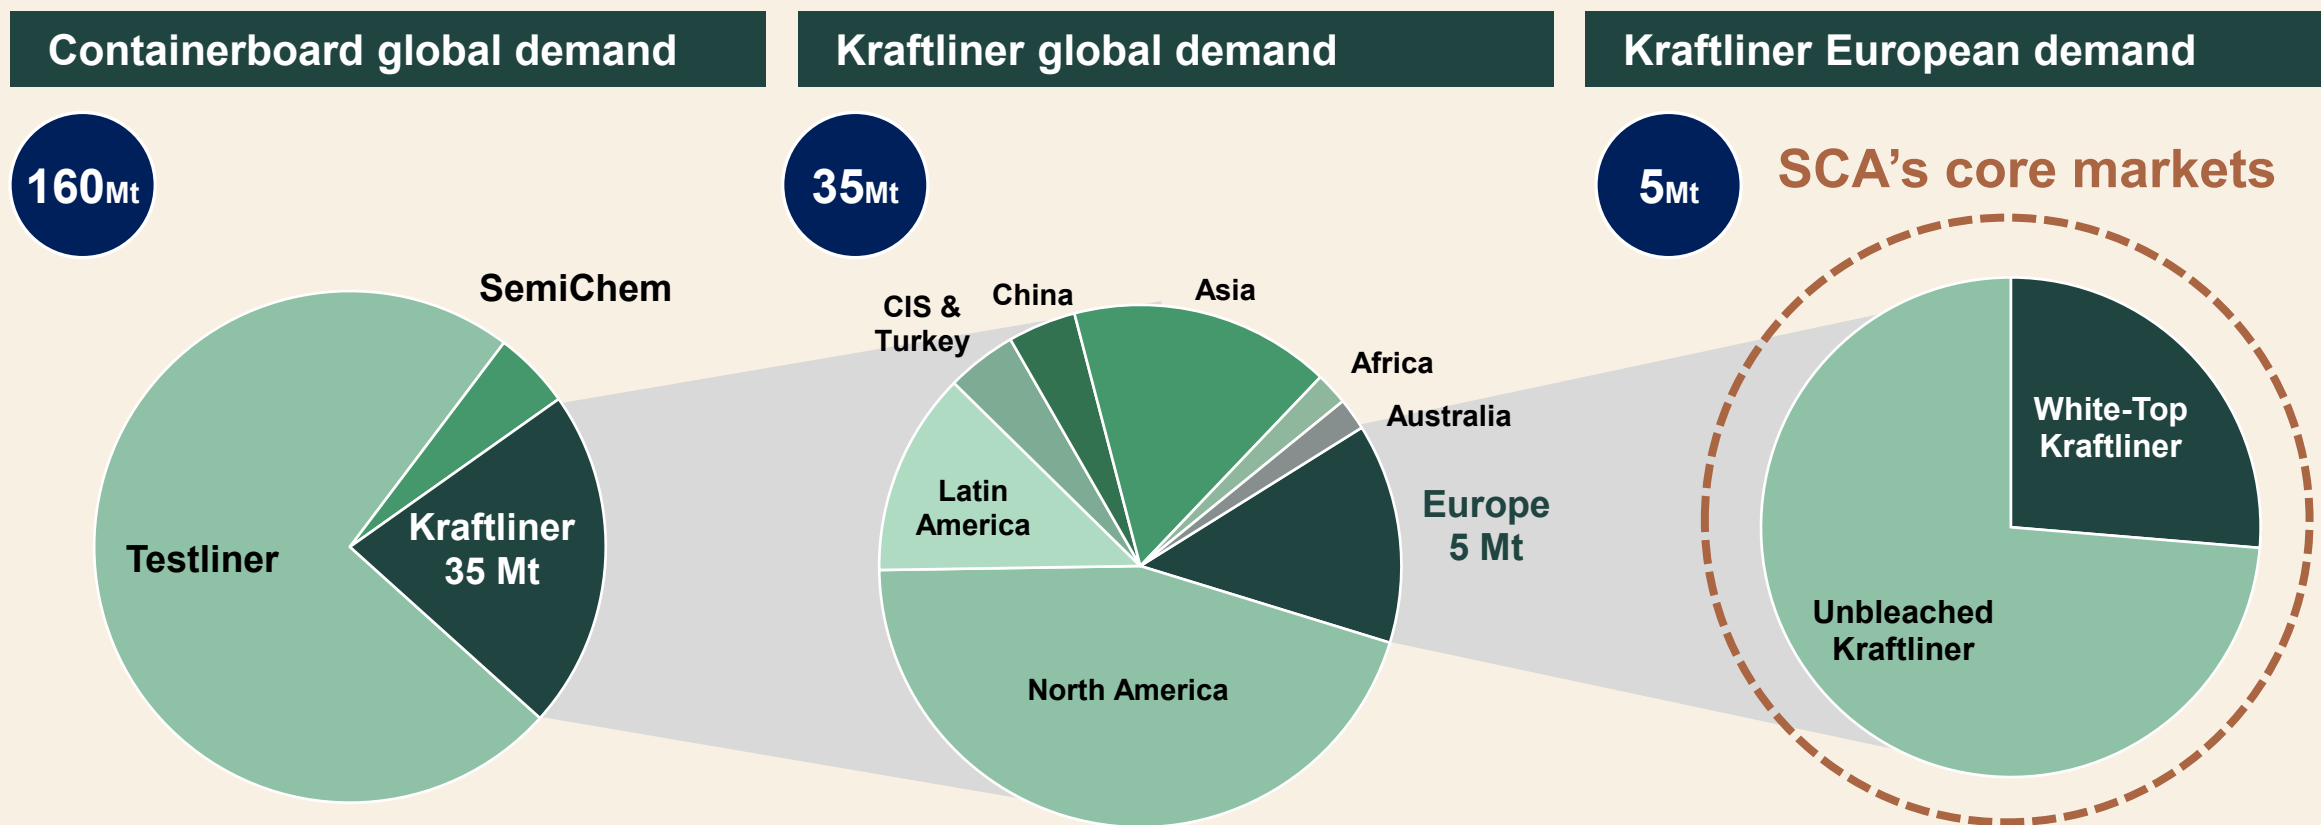 Containerboard global demand
160Mt
SemiChem
Testliner
Kraftliner
35 Mt
Kraftliner global demand
35Mt
CIS &
Turkey
China
Asia
Africa
Australia
Latin
America
Europe
5 Mt
North America
Kraftliner European demand
5Mt
SCA’s core markets
White-Top
Kraftliner
Unbleached
Kraftliner